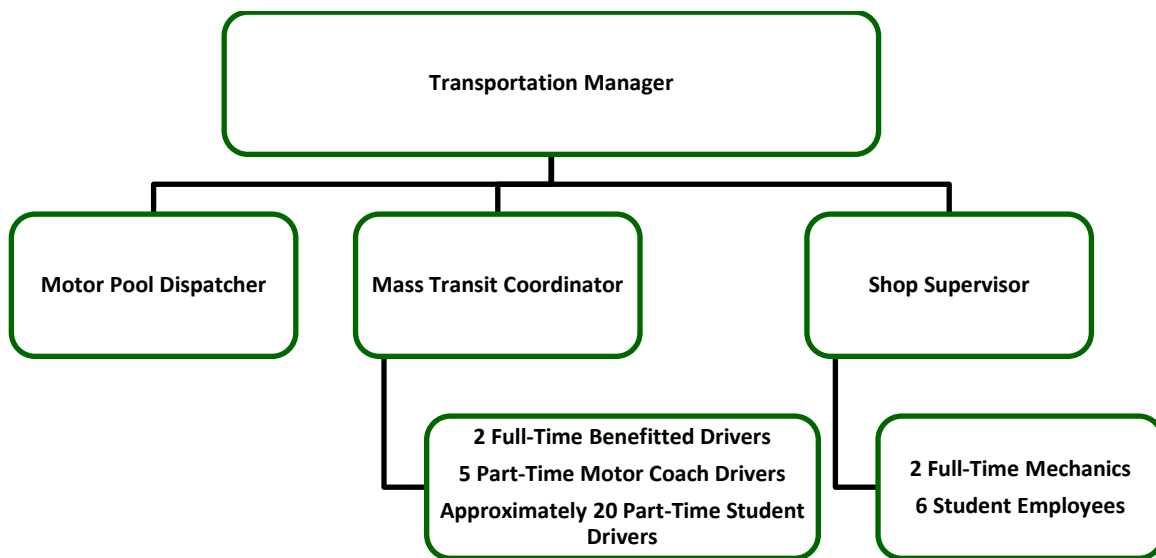 Transportation Manager
Motor Pool Dispatcher
Mass Transit Coordinator
Shop Supervisor
2 Full-Time Benefitted Drivers
5 Part-Time Motor Coach Drivers
Approximately 20 Part-Time Student
Drivers
2 Full-Time Mechanics
6 Student Employees